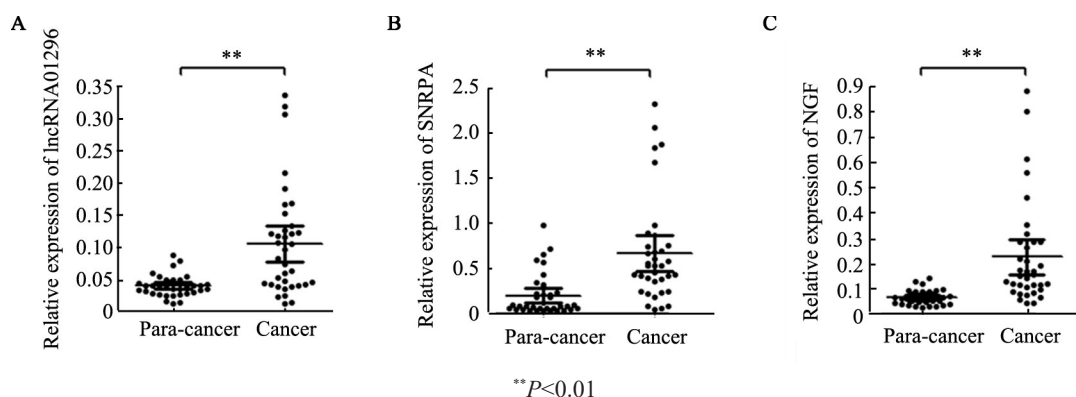 A
Relative expression of lncRNA01296
**
0.35
0.30
0.25
0.20
0.15
0.10
0.05
0
Para-cancer Cancer
B
Relative expression of SNRPA
**
2.5
2.0
1.5
1.0
0.5
0
Para-cancer Cancer
C
Relative expression of NGF
**
0.9
0.8
0.7
0.6
0.5
0.4
0.3
0.2
0.1
0
Para-cancer Cancer
**P<0.01